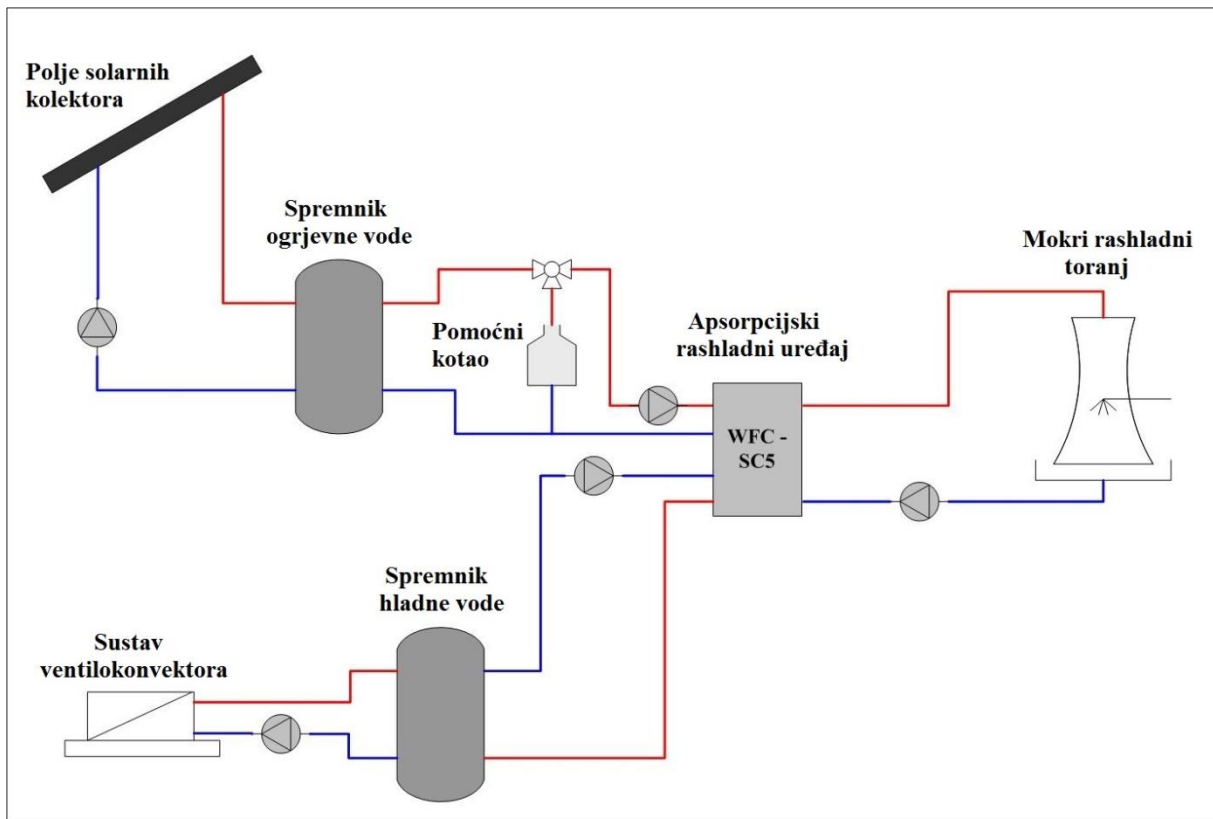 Polje solarnih
kolektora
Spremnik
ogrjevne vode
Mokri rashladni
toranj
Pomoćni
kotao
Apsorpcijski
rashladni uređaj
WFC -
SC5
Spremnik
hladne vode
Sustav
ventilokonvektora